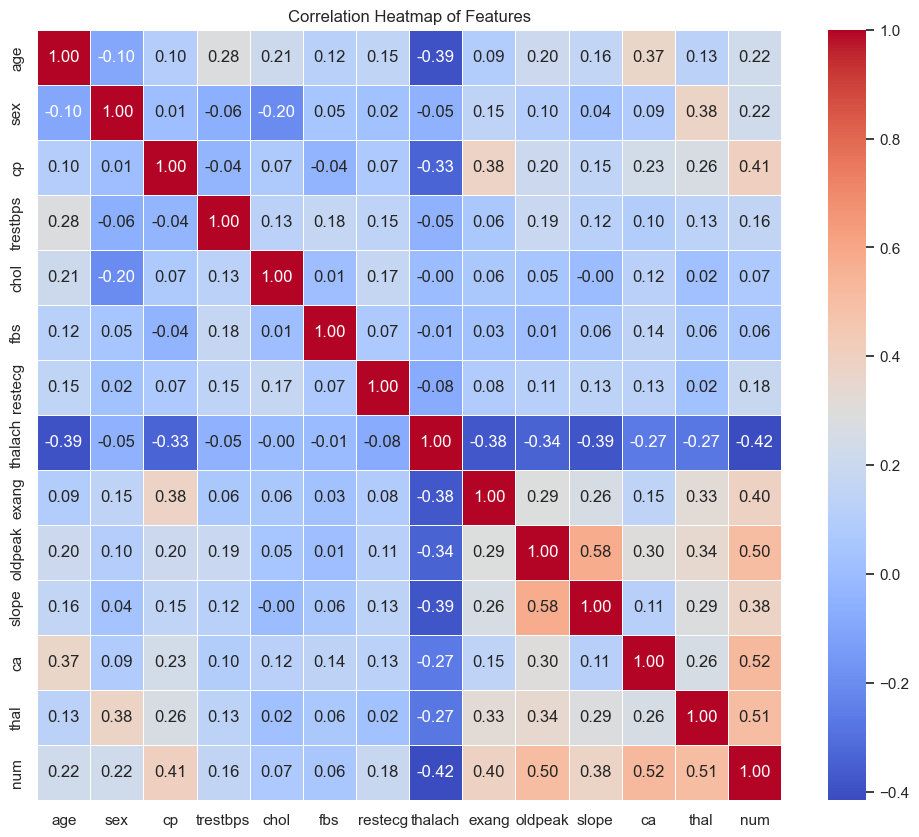 Correlation Heatmap of Features
age 1.00 -0.10 0.10 0.28 0.21 0.12 0.15 -0.39 0.09 0.20 0.16 0.37 0.13 0.22
sex -0.10 1.00 0.01 -0.06 -0.20 0.05 0.02 -0.05 0.15 0.10 0.04 0.09 0.38 0.22
cp 0.10 0.01 1.00 -0.04 0.07 -0.04 0.07 -0.33 0.38 0.20 0.15 0.23 0.26 0.41
trestbps 0.28 -0.06 -0.04 1.00 0.13 0.18 0.15 -0.05 0.06 0.19 0.12 0.10 0.13 0.16
chol 0.21 -0.20 0.07 0.13 1.00 0.01 0.17 -0.00 0.06 0.05 -0.00 0.12 0.02 0.07
fbs 0.12 0.05 -0.04 0.18 0.01 1.00 0.07 -0.01 0.03 0.01 0.06 0.14 0.06 0.06
restecg 0.15 0.02 0.07 0.15 0.17 0.07 1.00 -0.08 0.08 0.11 0.13 0.13 0.02 0.18
thalach -0.39 -0.05 -0.33 -0.05 -0.00 -0.01 -0.08 1.00 -0.38 -0.34 -0.39 -0.27 -0.27 -0.42
exang 0.09 0.15 0.38 0.06 0.06 0.03 0.08 -0.38 1.00 0.29 0.26 0.15 0.33 0.40
oldpeak 0.20 0.10 0.20 0.19 0.05 0.01 0.11 -0.34 0.29 1.00 0.58 0.30 0.34 0.50
slope 0.16 0.04 0.15 0.12 -0.00 0.06 0.13 -0.39 0.26 0.58 1.00 0.11 0.29 0.38
ca 0.37 0.09 0.23 0.10 0.12 0.14 0.13 -0.27 0.15 0.30 0.11 1.00 0.26 0.52
thal 0.13 0.38 0.26 0.13 0.02 0.06 0.02 -0.27 0.33 0.34 0.29 0.26 1.00 0.51
num 0.22 0.22 0.41 0.16 0.07 0.06 0.18 -0.42 0.40 0.50 0.38 0.52 0.51 1.00
age sex cp trestbps chol fbs restecg thalach exang oldpeak slope ca thal num
1.0
0.8
0.6
0.4
0.2
0.0
−0.2
−0.4